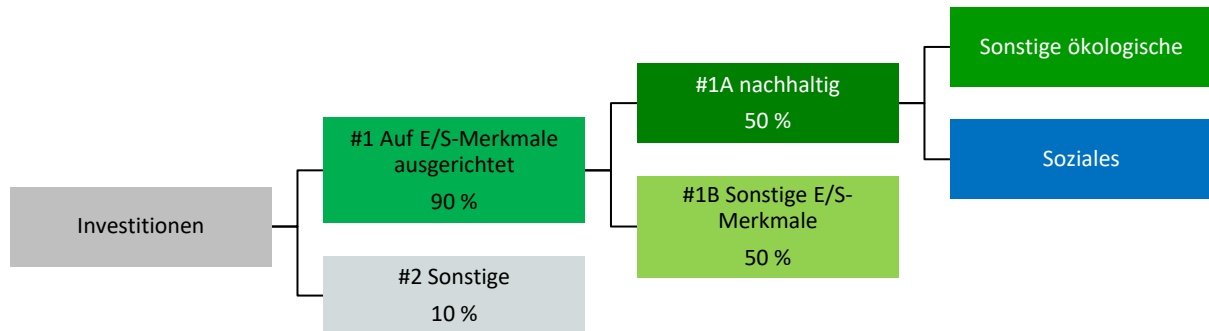 Investitionen
#1 Auf E/S-Merkmale
ausgerichtet
90 %
#2 Sonstige
10 %
#1A nachhaltig
50 %
#1B Sonstige E/S-
Merkmale
50 %
Sonstige ökologische
Soziales